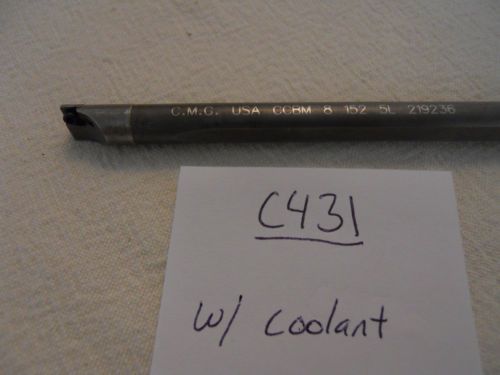 C.M.C. USA CCBM 8 152 5L 219236
C431
w/ coolant